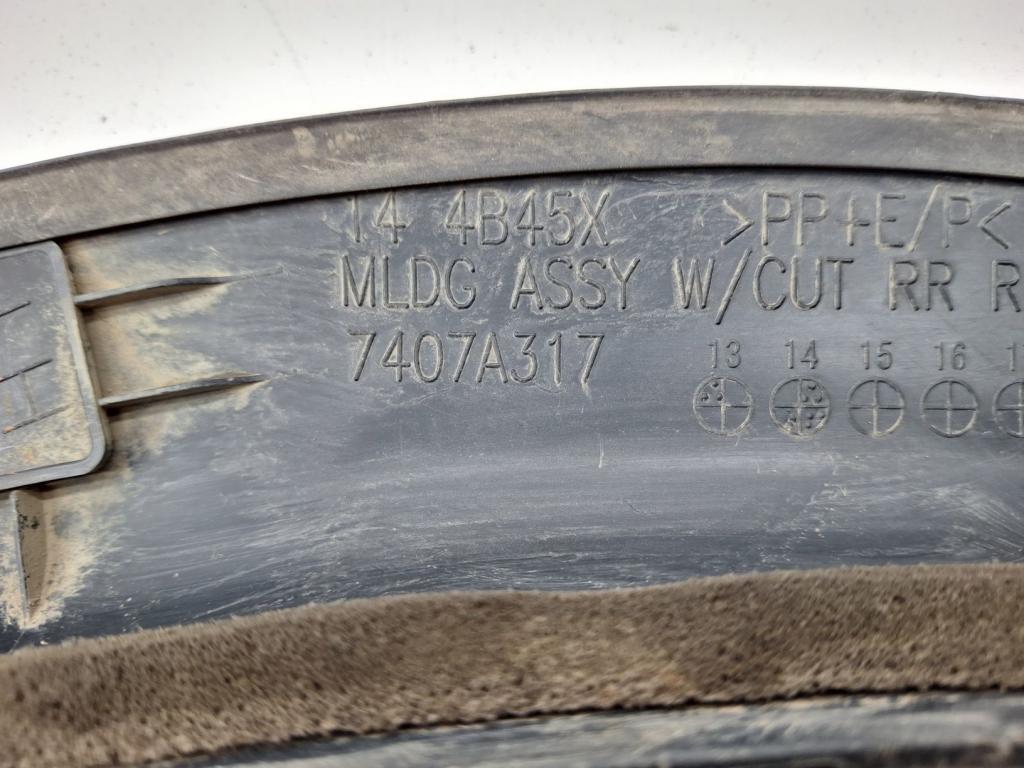 14 4B45X >PP+E/P<
MLDG ASSY W/CUT RR R
7407A317
13 14 15 16